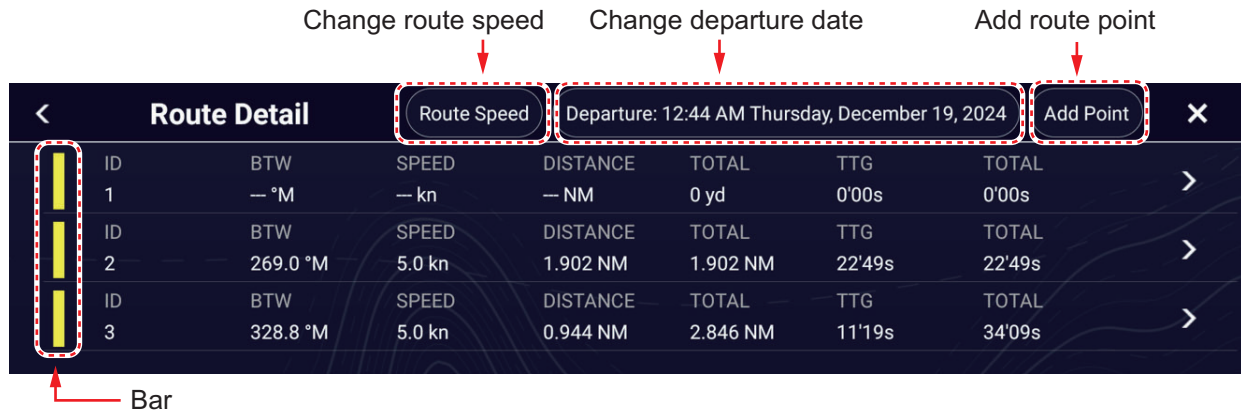 Change route speed Change departure date Add route point
< Route Detail Route Speed Departure: 12:44 AM Thursday, December 19, 2024 Add Point ×
ID BTW SPEED DISTANCE TOTAL TTG TOTAL
1 --- °M --- kn --- NM 0 yd 0'00s 0'00s
ID BTW SPEED DISTANCE TOTAL TTG TOTAL
2 269.0 °M 5.0 kn 1.902 NM 1.902 NM 22'49s 22'49s
ID BTW SPEED DISTANCE TOTAL TTG TOTAL
3 328.8 °M 5.0 kn 0.944 NM 2.846 NM 11'19s 34'09s
Bar